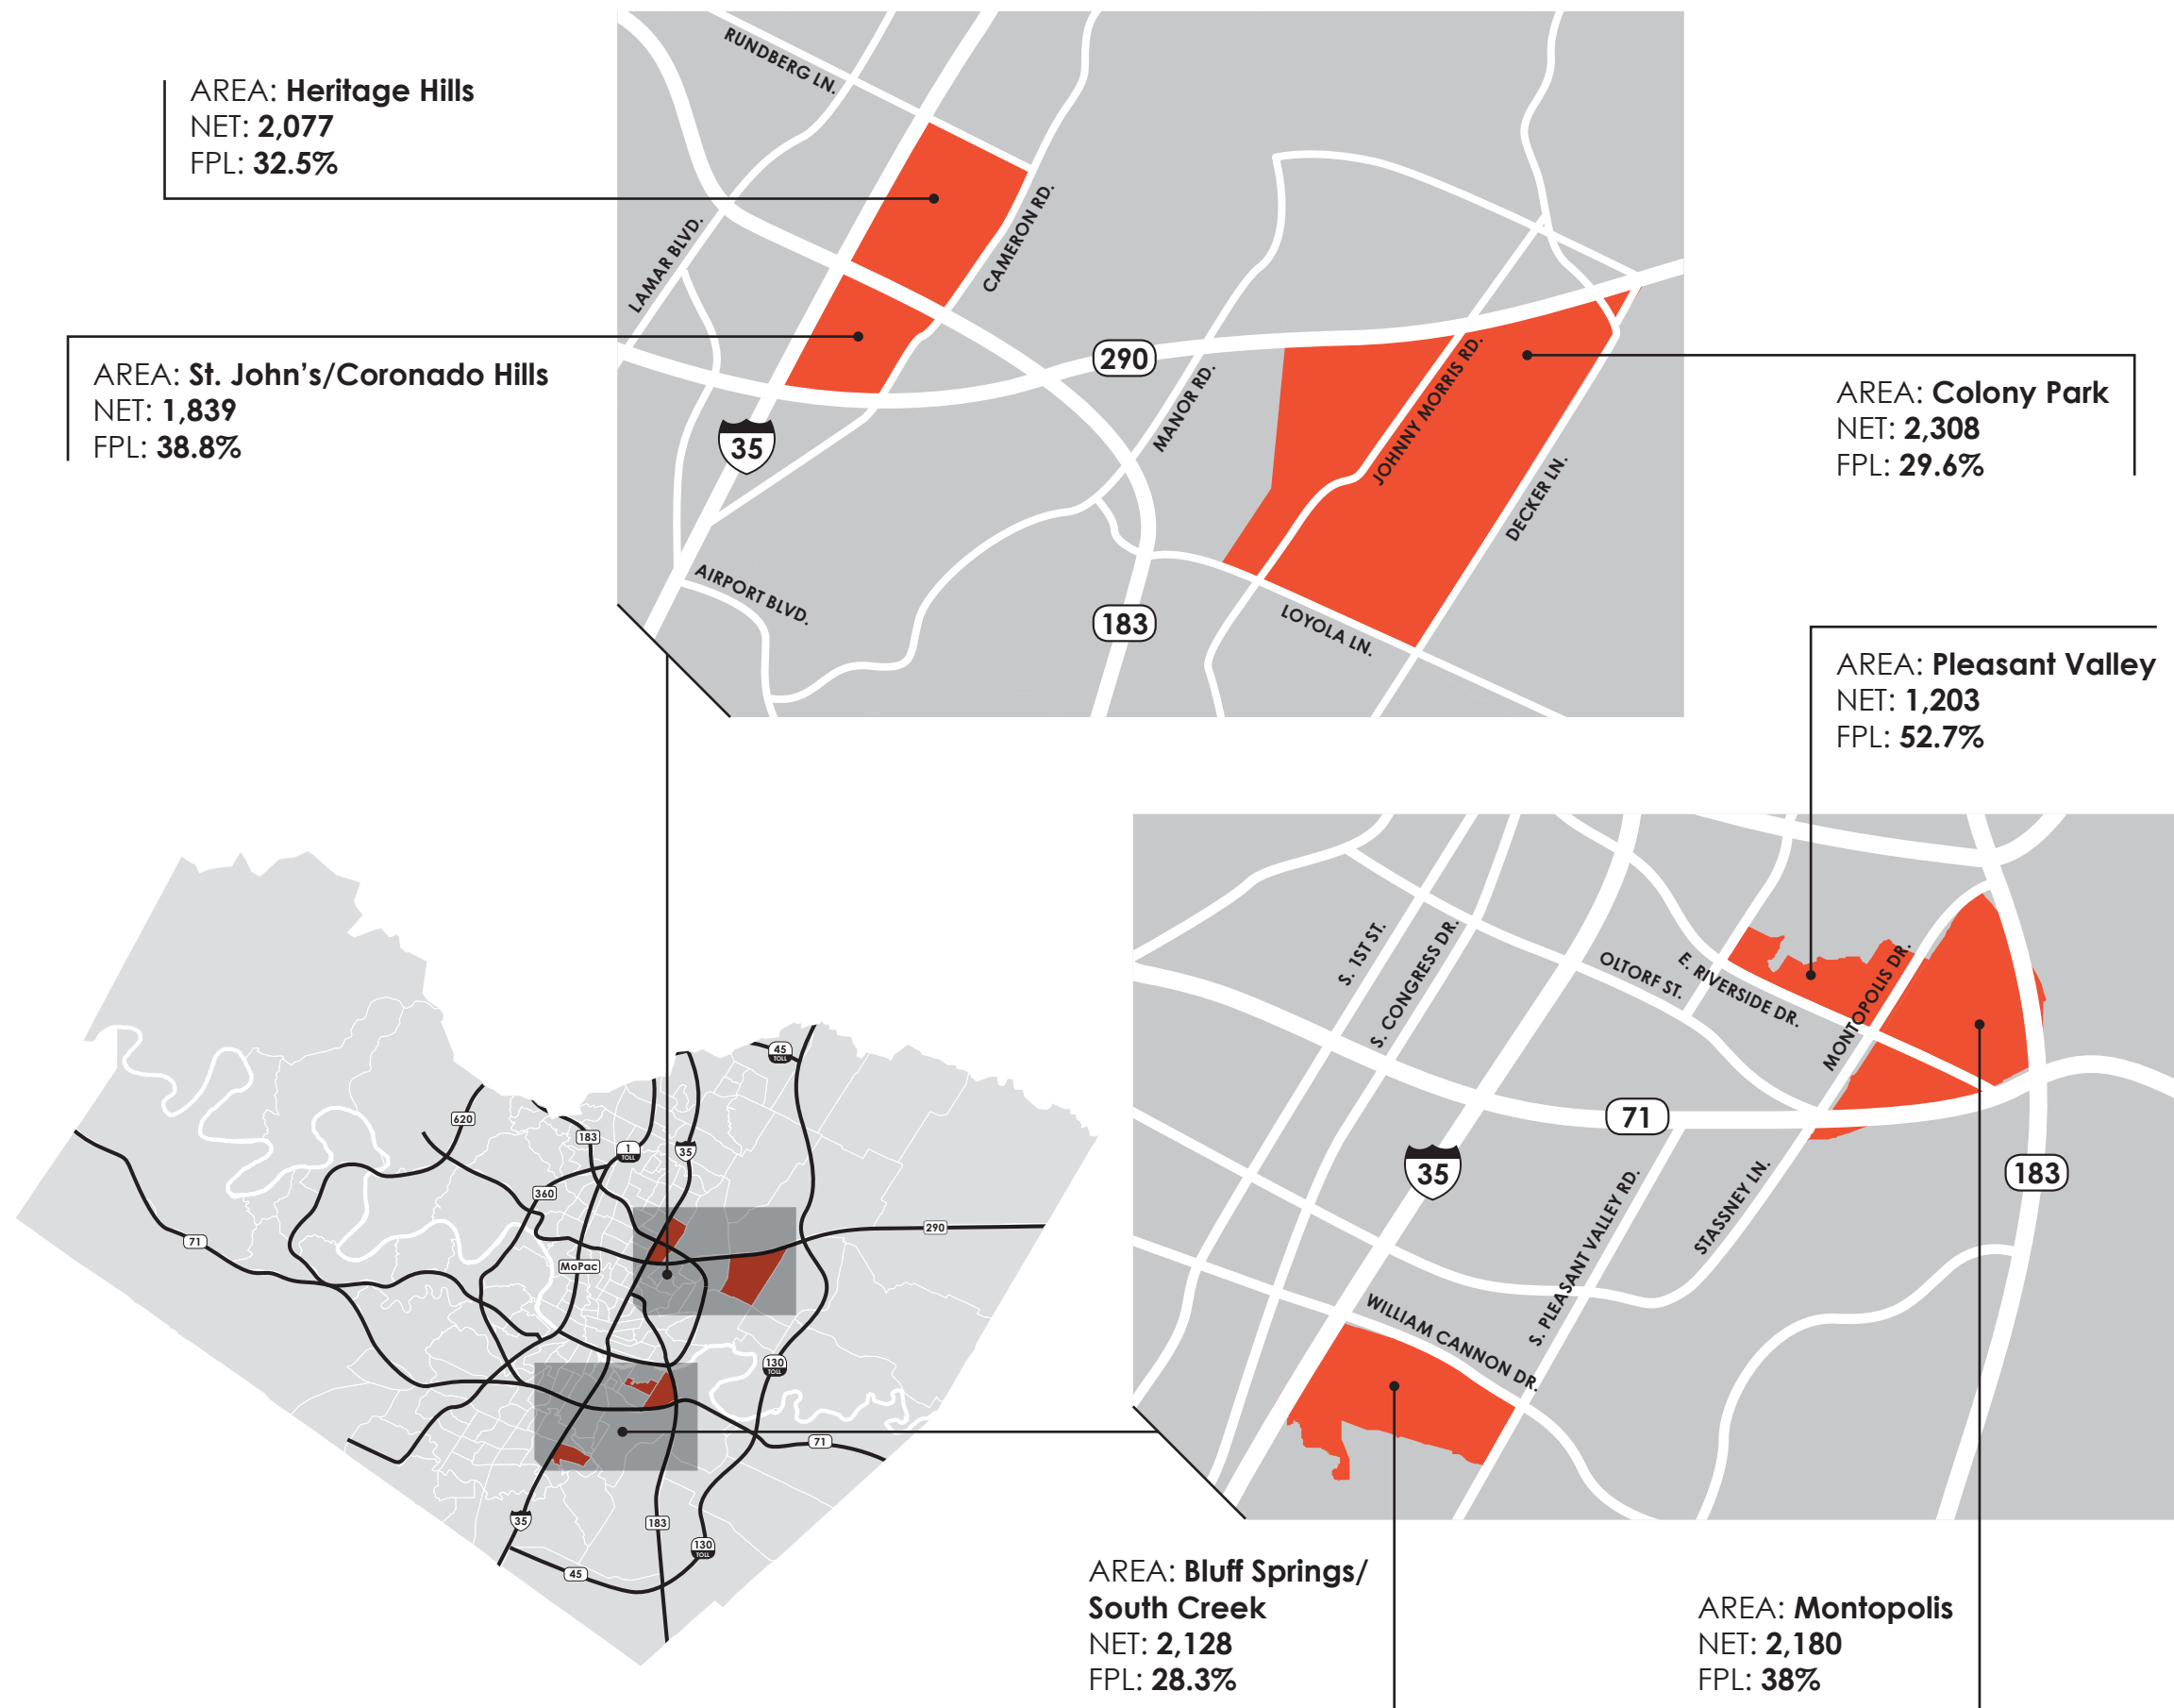 AREA: Heritage Hills
NET: 2,077
FPL: 32.5%
AREA: St. John's/Coronado Hills
NET: 1,839
FPL: 38.8%
RUNDBERG LN.
LAMAR BLVD.
CAMERON RD.
290
MANOR RD.
JOHNNY MORRIS RD.
DECKER LN.
35
AIRPORT BLVD.
183
LOYOLA LN.
AREA: Colony Park
NET: 2,308
FPL: 29.6%
AREA: Pleasant Valley
NET: 1,203
FPL: 52.7%
S. 1ST ST.
S. CONGRESS DR.
OLTORF ST.
E. RIVERSIDE DR.
MONTOPOLIS DR.
71
35
183
S. PLEASANT VALLEY RD.
STASSNEY LN.
WILLIAM CANNON DR.
45
TOLL
620
183
1
TOLL
35
360
71
290
MoPac
130
TOLL
71
35
183
130
TOLL
45
AREA: Bluff Springs/
South Creek
NET: 2,128
FPL: 28.3%
AREA: Montopolis
NET: 2,180
FPL: 38%